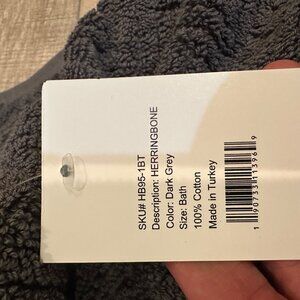 SKU# HB95-1BT
Description: HERRINGBONE
Color: Dark Grey
Size: Bath
100% Cotton
Made in Turkey